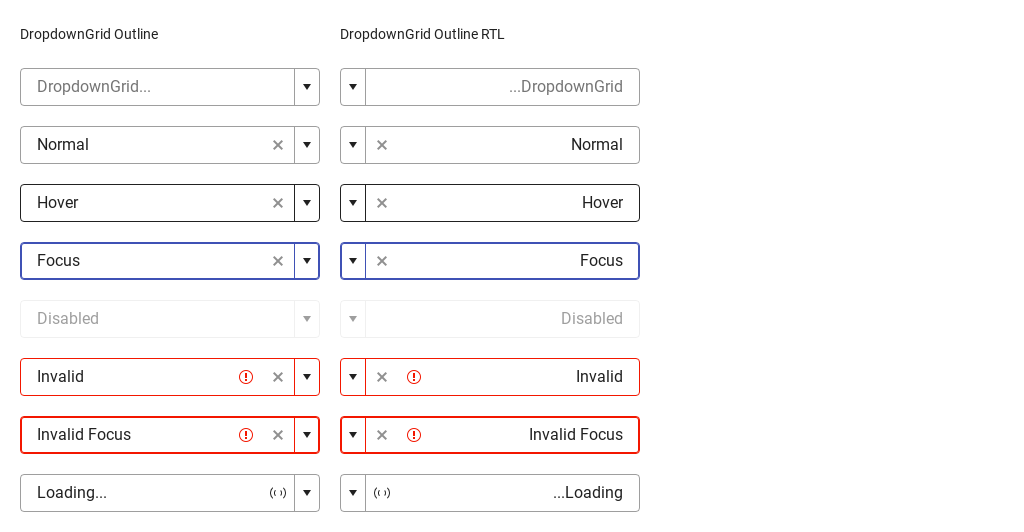 DropdownGrid Outline
DropdownGrid Outline RTL
DropdownGrid...
...DropdownGrid
Normal
Normal
Hover
Hover
Focus
Focus
Disabled
Disabled
Invalid
Invalid
Invalid Focus
Invalid Focus
Loading...
...Loading